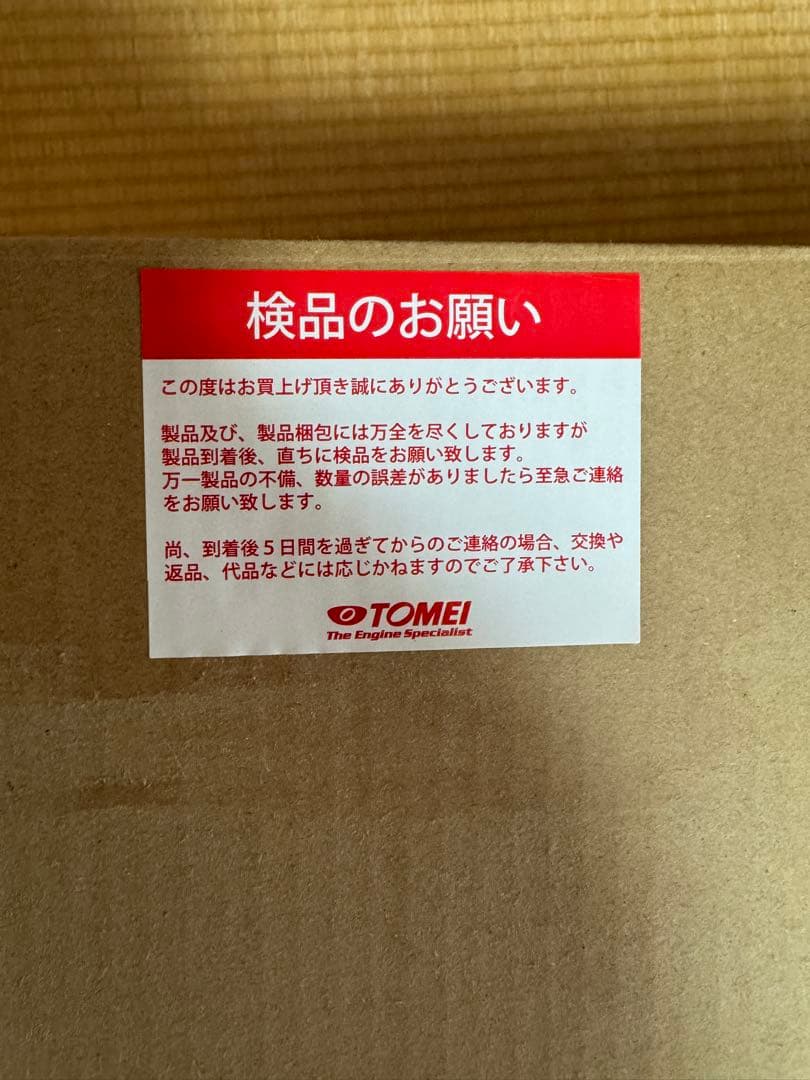 検品のお願い
この度はお買上げ頂き誠にありがとうございます。
製品及び、製品梱包には万全を尽くしておりますが
製品到着後、直ちに検品をお願い致します。
万一製品の不備、数量の誤差がありましたら至急ご連絡
をお願い致します。
尚、到着後5日間を過ぎてからのご連絡の場合、交換や
返品、代品などには応じかねますのでご了承下さい。
TOMEI
The Engine Specialist